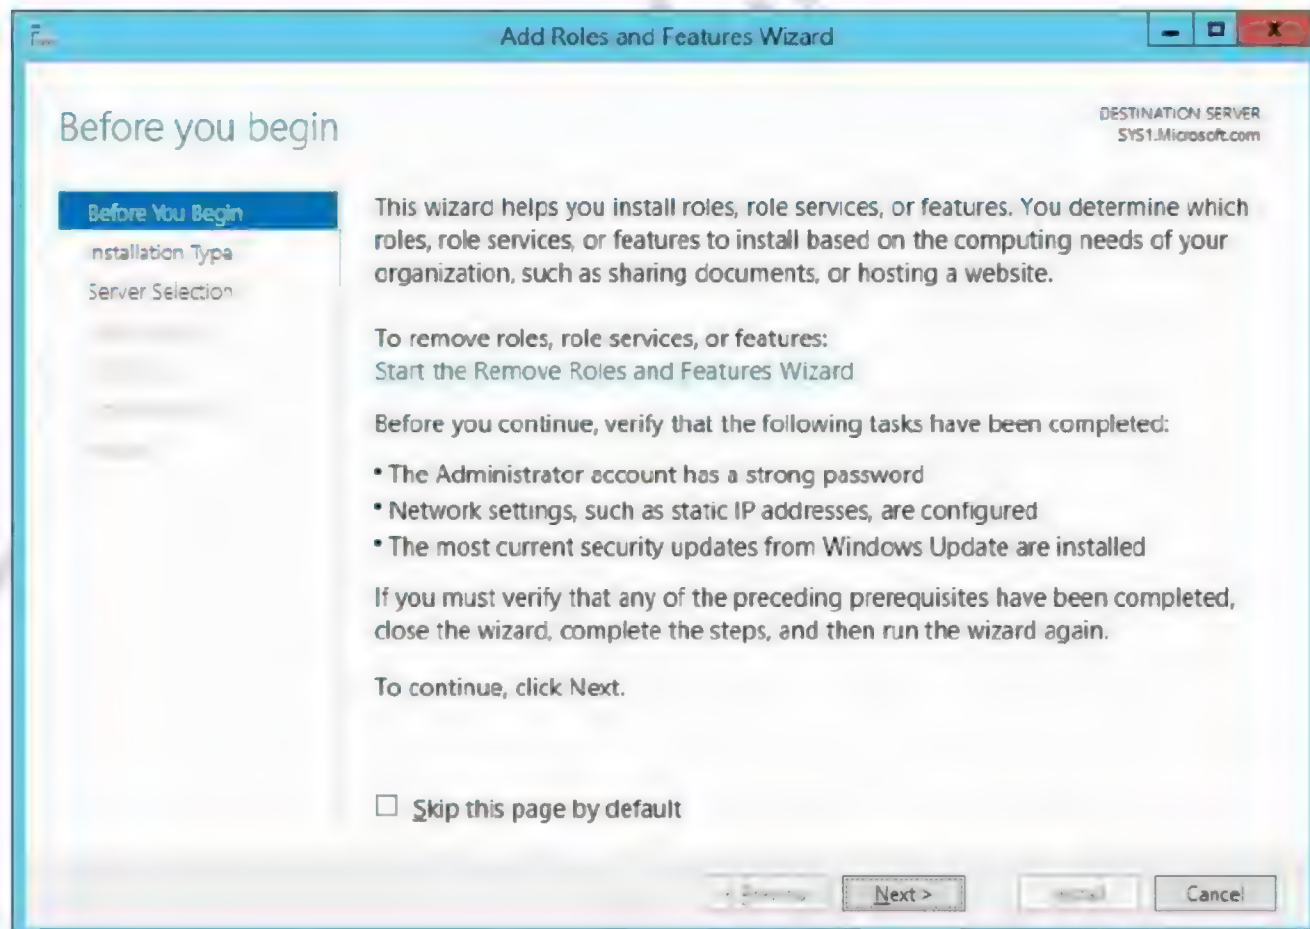 Add Roles and Features Wizard
Before you begin
DESTINATION SERVER
SYS1.Microsoft.com
Before You Begin
Installation Type
Server Selection
This wizard helps you install roles, role services, or features. You determine which
roles, role services, or features to install based on the computing needs of your
organization, such as sharing documents, or hosting a website.
To remove roles, role services, or features:
Start the Remove Roles and Features Wizard
Before you continue, verify that the following tasks have been completed:
• The Administrator account has a strong password
• Network settings, such as static IP addresses, are configured
• The most current security updates from Windows Update are installed
If you must verify that any of the preceding prerequisites have been completed,
close the wizard, complete the steps, and then run the wizard again.
To continue, click Next.
Skip this page by default
Next >
Cancel